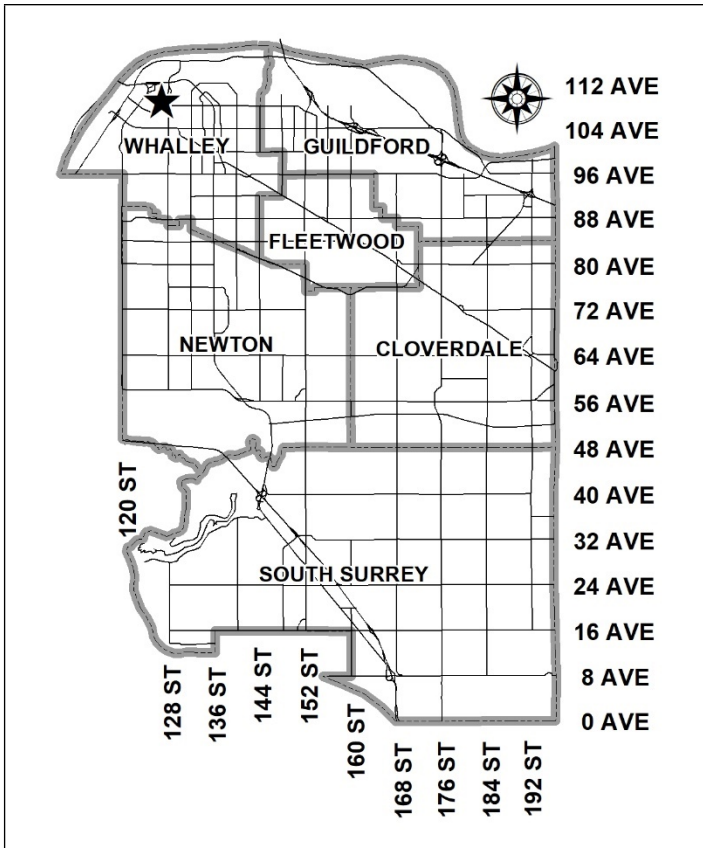 112 AVE
104 AVE
WHALLEY
GUILDFORD
96 AVE
88 AVE
FLEETWOOD
80 AVE
72 AVE
NEWTON
CLOVERDALE
64 AVE
56 AVE
48 AVE
120 ST
40 AVE
32 AVE
SOUTH SURREY
24 AVE
16 AVE
8 AVE
0 AVE
128 ST
136 ST
144 ST
152 ST
160 ST
168 ST
176 ST
184 ST
192 ST